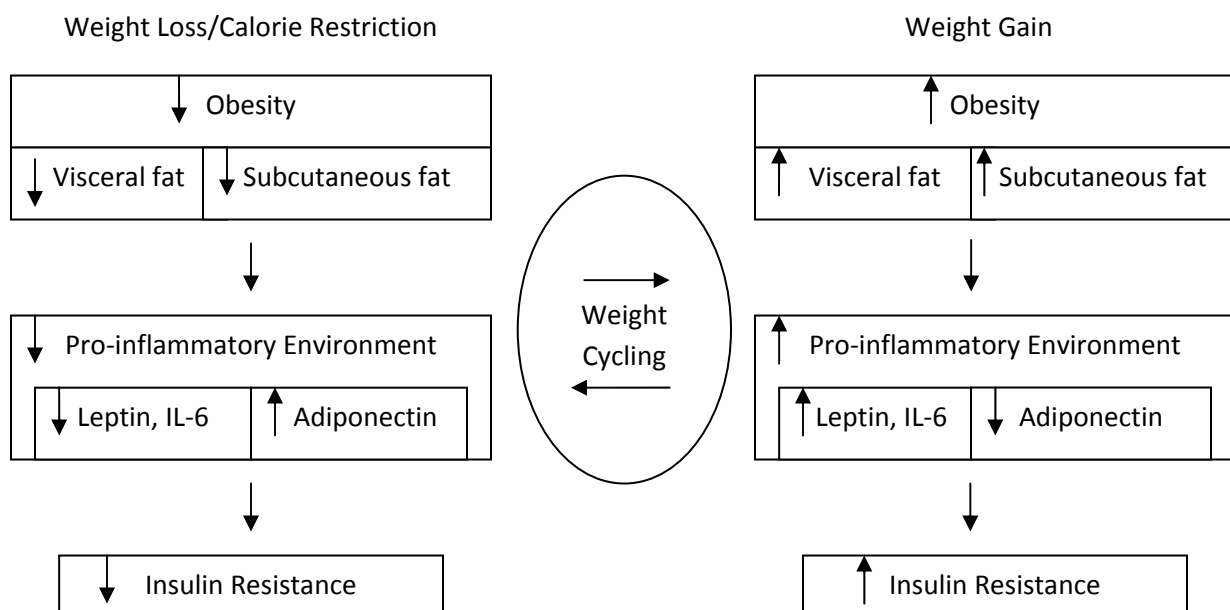 Weight Loss/Calorie Restriction
Obesity
Visceral fat
Subcutaneous fat
Pro-inflammatory Environment
Leptin, IL-6
Adiponectin
Insulin Resistance
Weight
Cycling
Weight Gain
Obesity
Visceral fat
Subcutaneous fat
Pro-inflammatory Environment
Leptin, IL-6
Adiponectin
Insulin Resistance